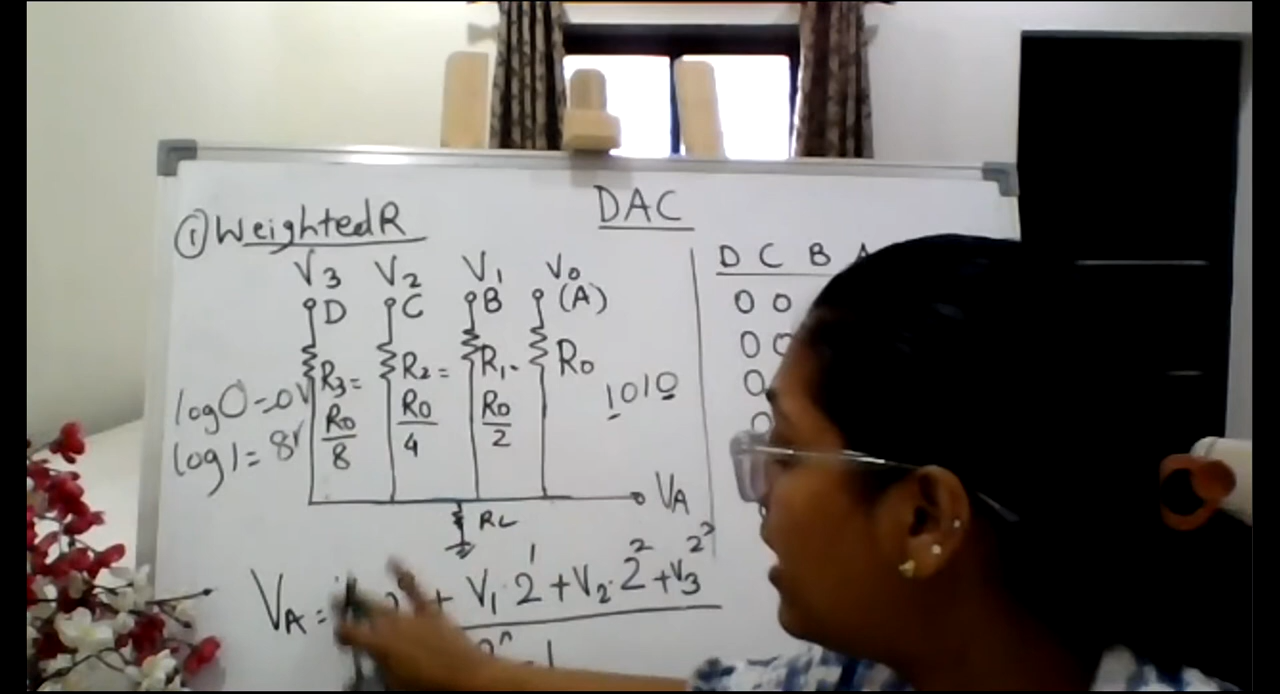 DAC
① Weighted R
V3 V2 V1 V0
D C B (A)
R3= R2= R1- R0
R0/8 R0/4 R0/2
1010
log 0 = 0V
log 1 = 8V
VA
RL
VA = + V1·2^1 + V2·2^2 + V3 2^3
2^n - 1
D C B
0 0
0 0
0
0